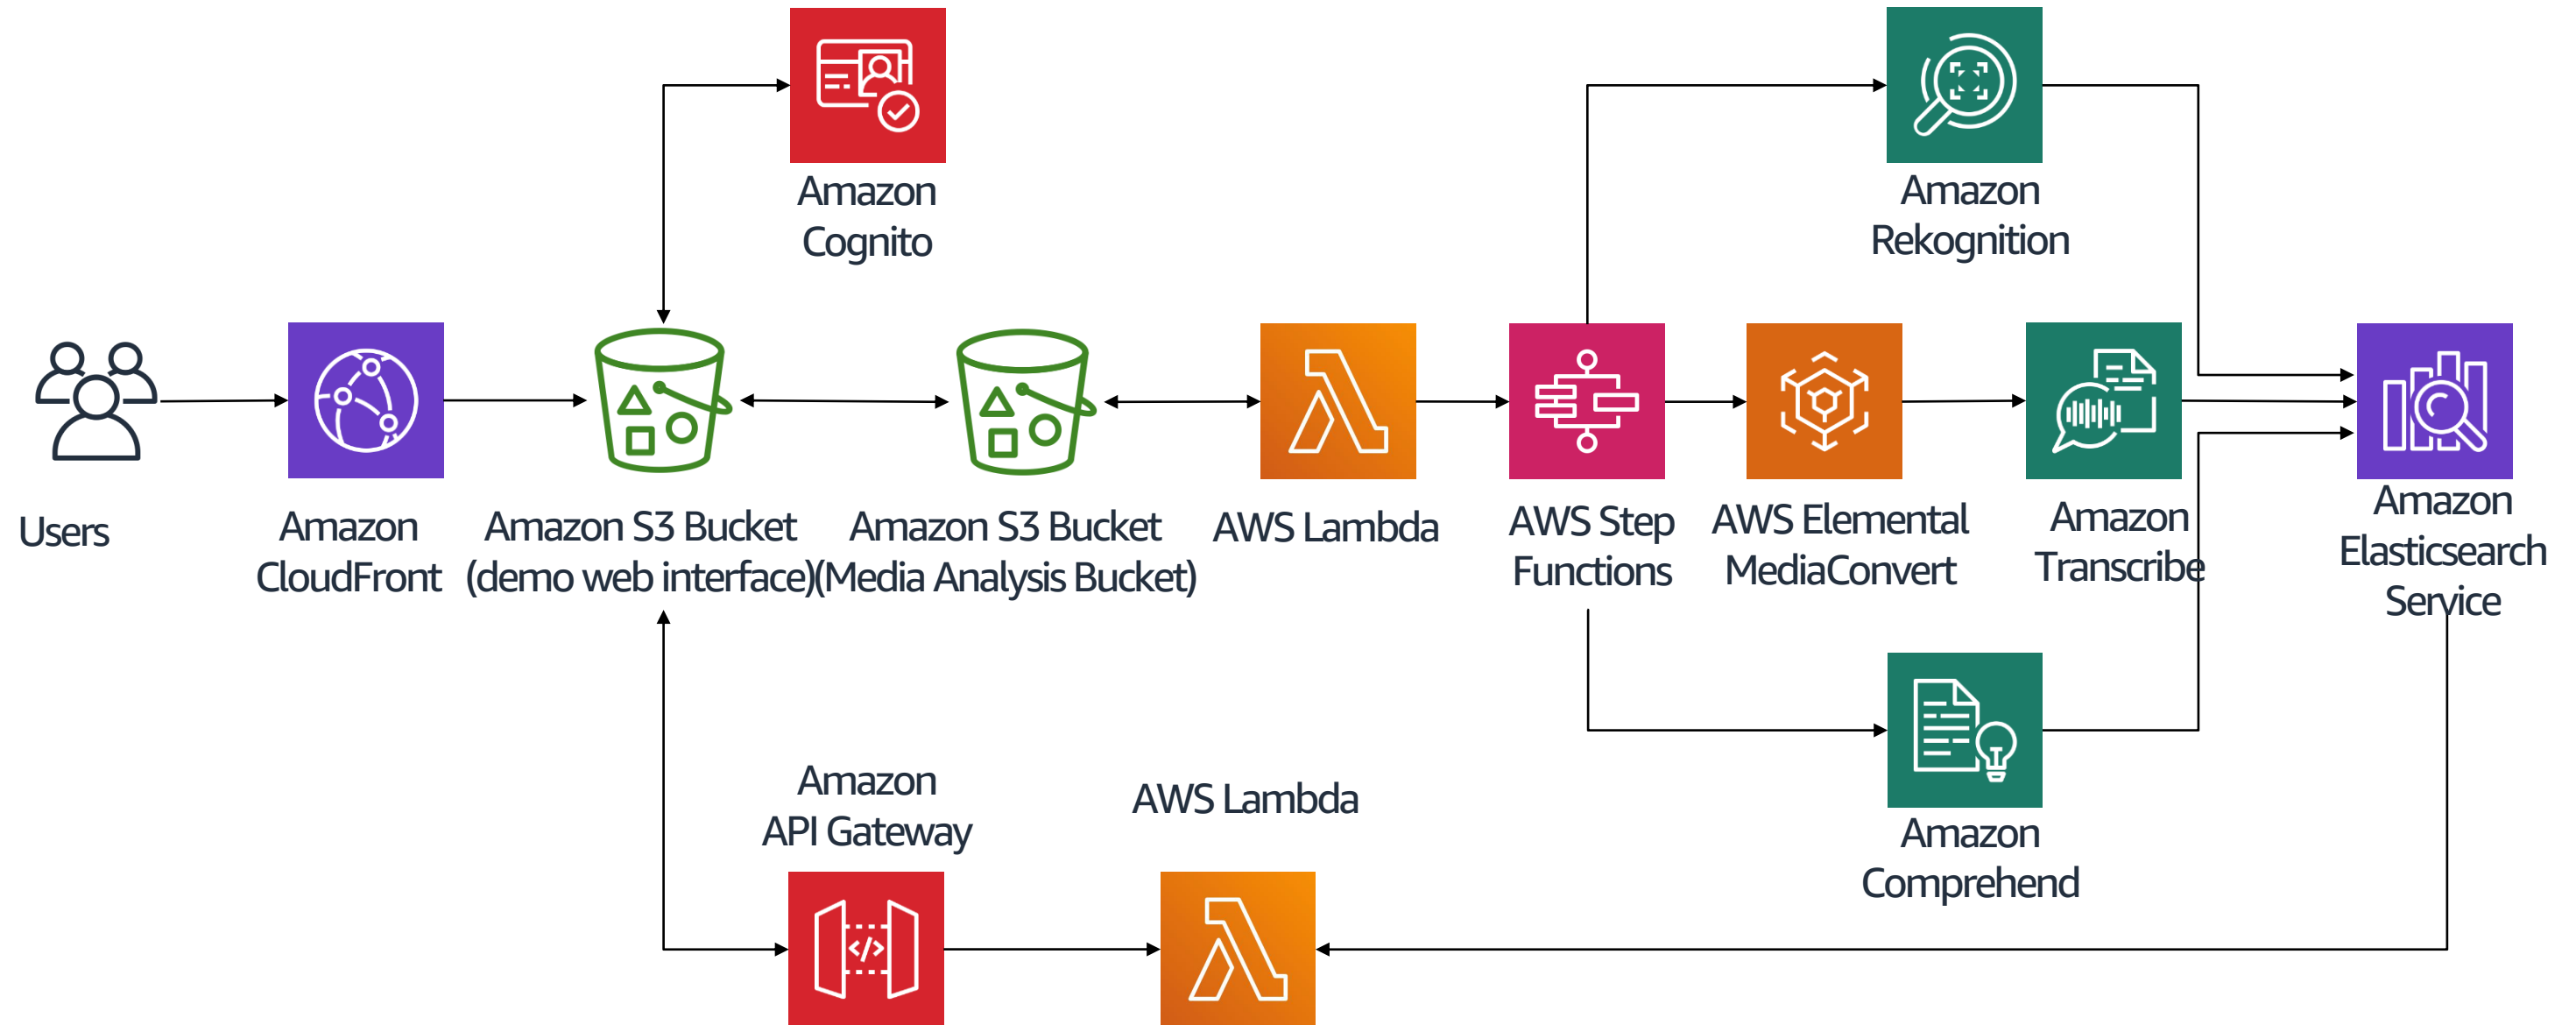 Amazon
Cognito
Amazon
Rekognition
Users
Amazon
CloudFront
Amazon S3 Bucket
(demo web interface)
Amazon S3 Bucket
(Media Analysis Bucket)
AWS Lambda
AWS Step
Functions
AWS Elemental
MediaConvert
Amazon
Transcribe
Amazon
Elasticsearch
Service
Amazon
API Gateway
</>
AWS Lambda
Amazon
Comprehend